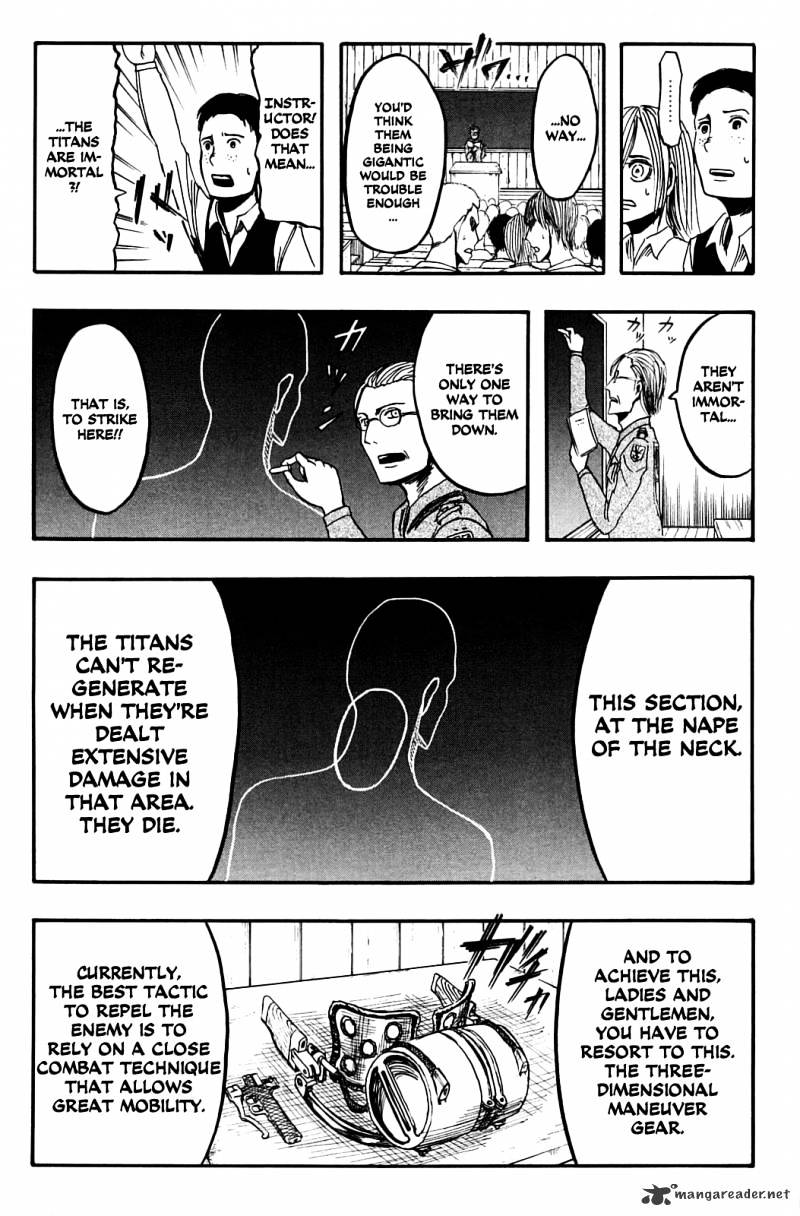 .........
...NO
WAY...
ザワ...
YOU'D
THINK
THEM
BEING
GIGANTIC
WOULD BE
TROUBLE
ENOUGH
...
INSTR-
UCTOR!
DOES
THAT
MEAN...
...THE
TITANS
ARE IM-
MORTAL
?!
THEY
AREN'T
IMMOR-
TAL...
カ
カ
THERE'S
ONLY ONE
WAY TO
BRING THEM
DOWN.
カ
THAT IS,
TO STRIKE
HERE!!
THIS SECTION,
AT THE NAPE
OF THE NECK.
THE TITANS
CAN'T RE-
GENERATE
WHEN THEY'RE
DEALT
EXTENSIVE
DAMAGE IN
THAT AREA.
THEY DIE.
AND TO
ACHIEVE THIS,
LADIES AND
GENTLEMEN,
YOU HAVE TO
RESORT TO THIS.
THE THREE-
DIMENSIONAL
MANEUVER
GEAR.
CURRENTLY,
THE BEST TACTIC
TO REPEL THE
ENEMY IS TO
RELY ON A CLOSE
COMBAT TECHNIQUE
THAT ALLOWS
GREAT MOBILITY.
mangareader.net